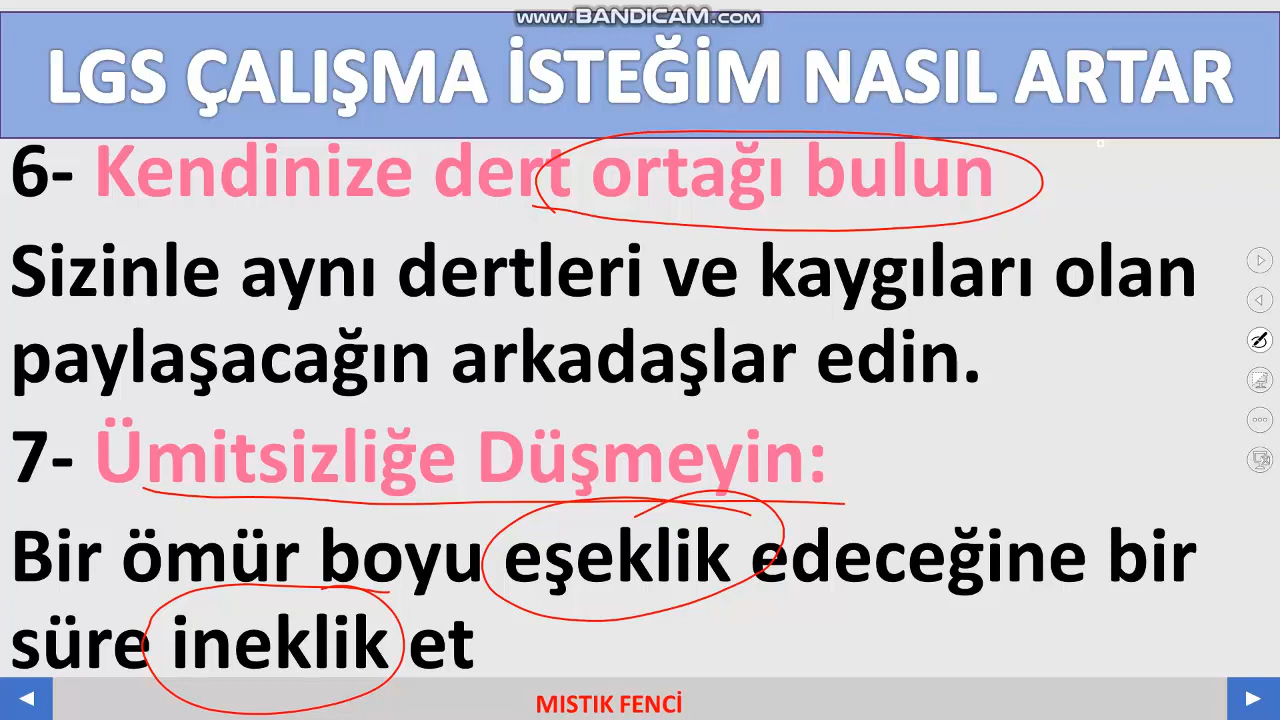 www.BANDICAM.com
LGS ÇALIŞMA İSTEĞİM NASIL ARTAR
6- Kendinize dert ortağı bulun
Sizinle aynı dertleri ve kaygıları olan
paylaşacağın arkadaşlar edin.
7- Ümitsizliğe Düşmeyin:
Bir ömür boyu eşeklik edeceğine bir
süre ineklik et
MISTIK FENCİ